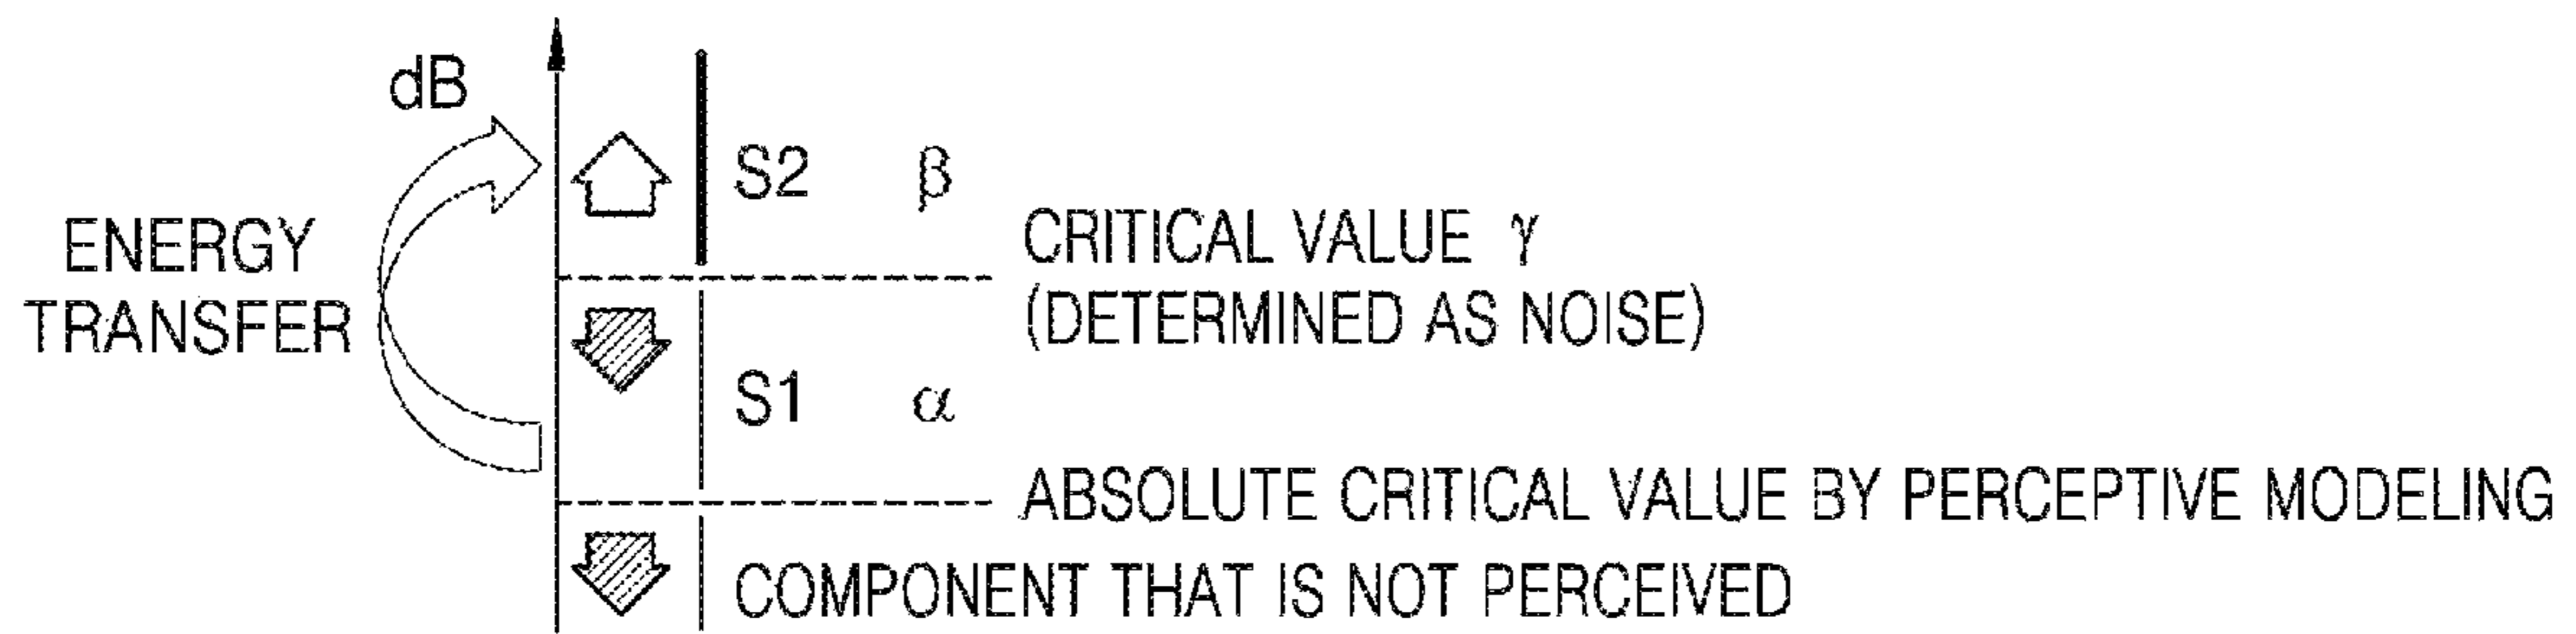 dB
ENERGY
TRANSFER
S2 β
CRITICAL VALUE γ
(DETERMINED AS NOISE)
S1 α
ABSOLUTE CRITICAL VALUE BY PERCEPTIVE MODELING
COMPONENT THAT IS NOT PERCEIVED